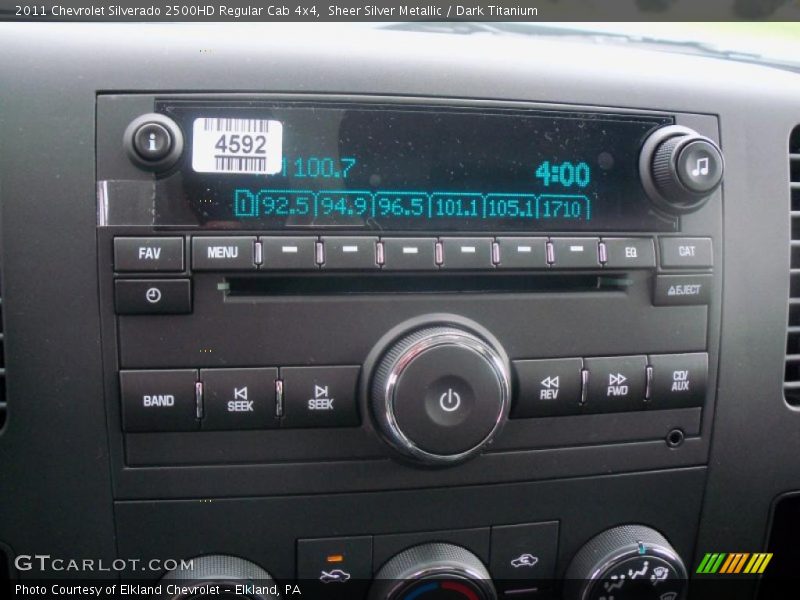 2011 Chevrolet Silverado 2500HD Regular Cab 4x4, Sheer Silver Metallic / Dark Titanium
4592
100.7
4:00
1 92.5 94.9 96.5 101.1 105.1 1710
FAV
MENU
EQ
CAT
EJECT
BAND
SEEK
SEEK
REV
FWD
CD/
AUX
GTCARLOT.COM
Photo Courtesy of Elkland Chevrolet - Elkland, PA